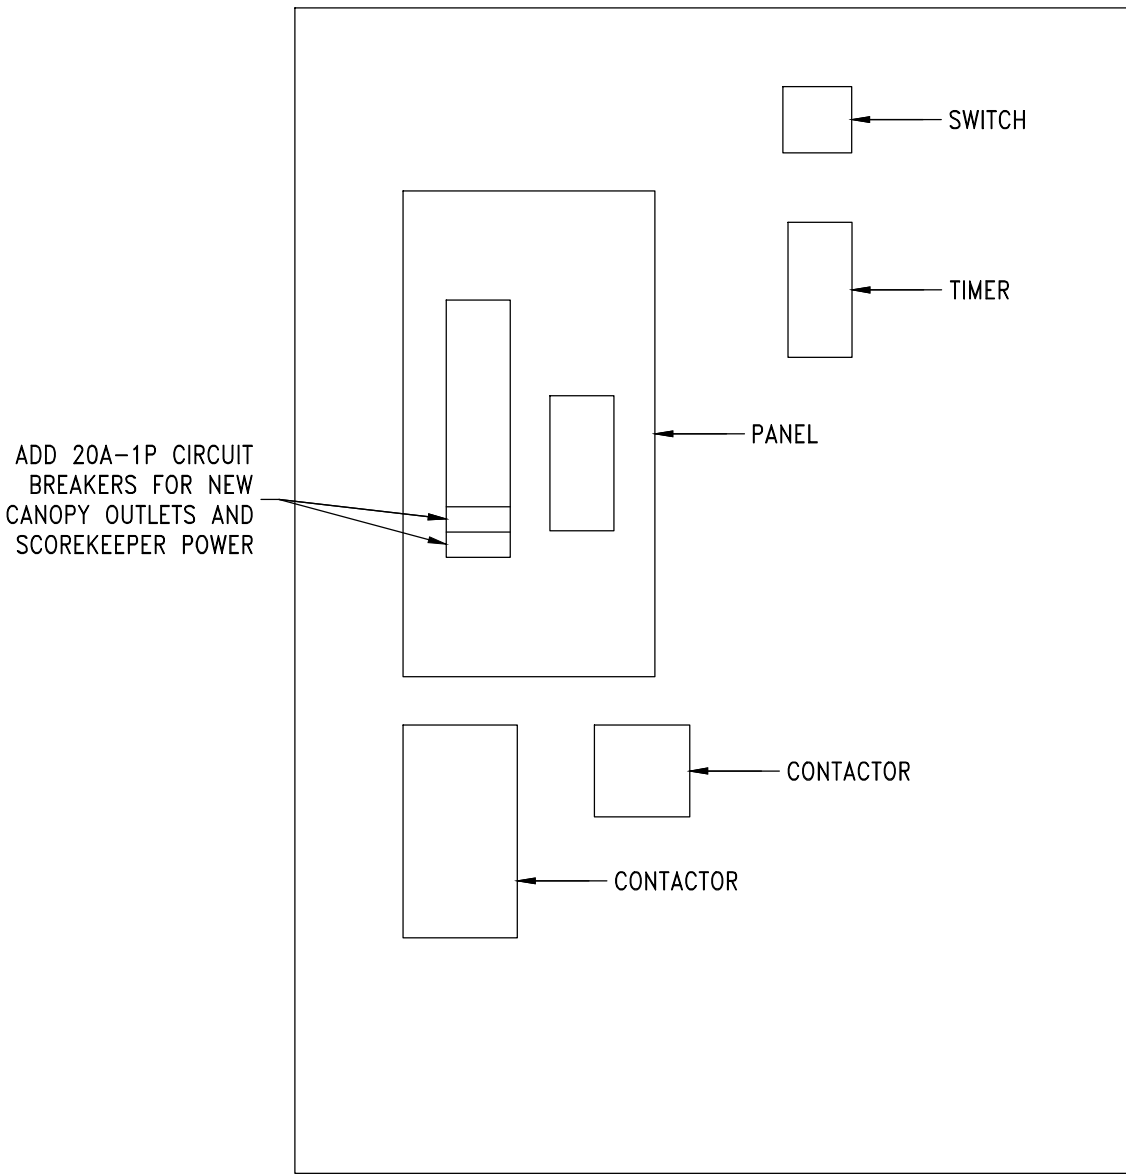 SWITCH
TIMER
PANEL
ADD 20A-1P CIRCUIT
BREAKERS FOR NEW
CANOPY OUTLETS AND
SCOREKEEPER POWER
CONTACTOR
CONTACTOR